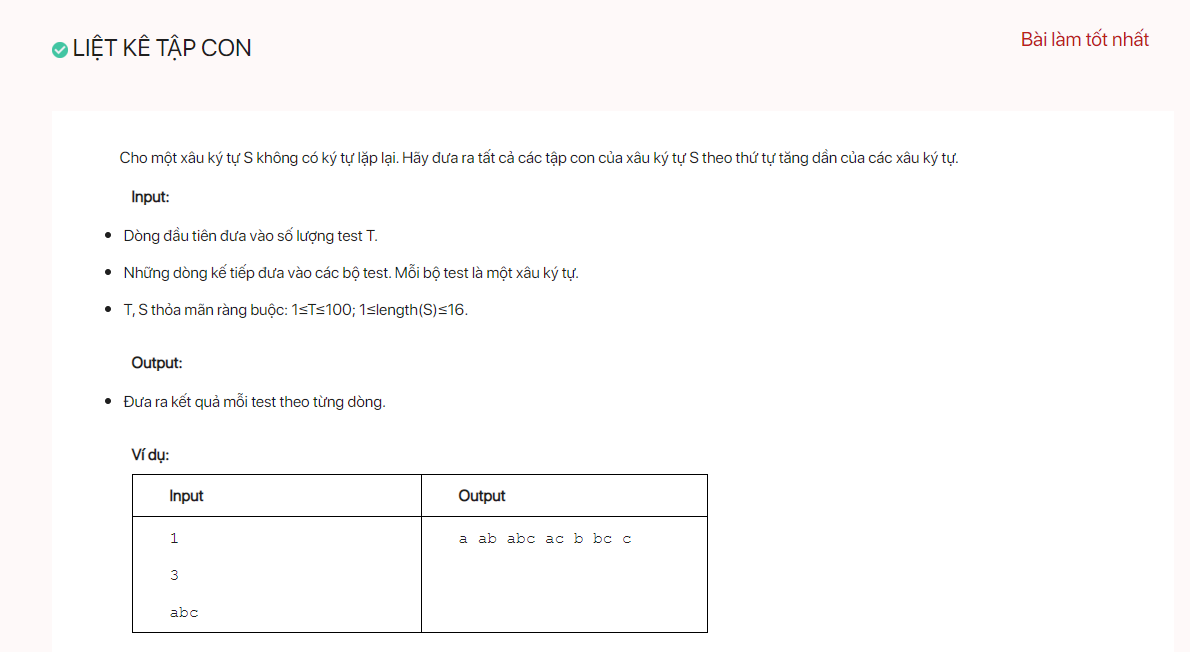 LIỆT KÊ TẬP CON
Bài làm tốt nhất
Cho một xâu ký tự S không có ký tự lặp lại. Hãy đưa ra tất cả các tập con của xâu ký tự S theo thứ tự tăng dần của các xâu ký tự.
Input:
Dòng đầu tiên đưa vào số lượng test T.
Những dòng kế tiếp đưa vào các bộ test. Mỗi bộ test là một xâu ký tự.
T, S thỏa mãn ràng buộc: 1≤T≤100; 1≤length(S)≤16.
Output:
Đưa ra kết quả mỗi test theo từng dòng.
Ví dụ:
Input Output
1 a ab abc ac b bc c
3
abc